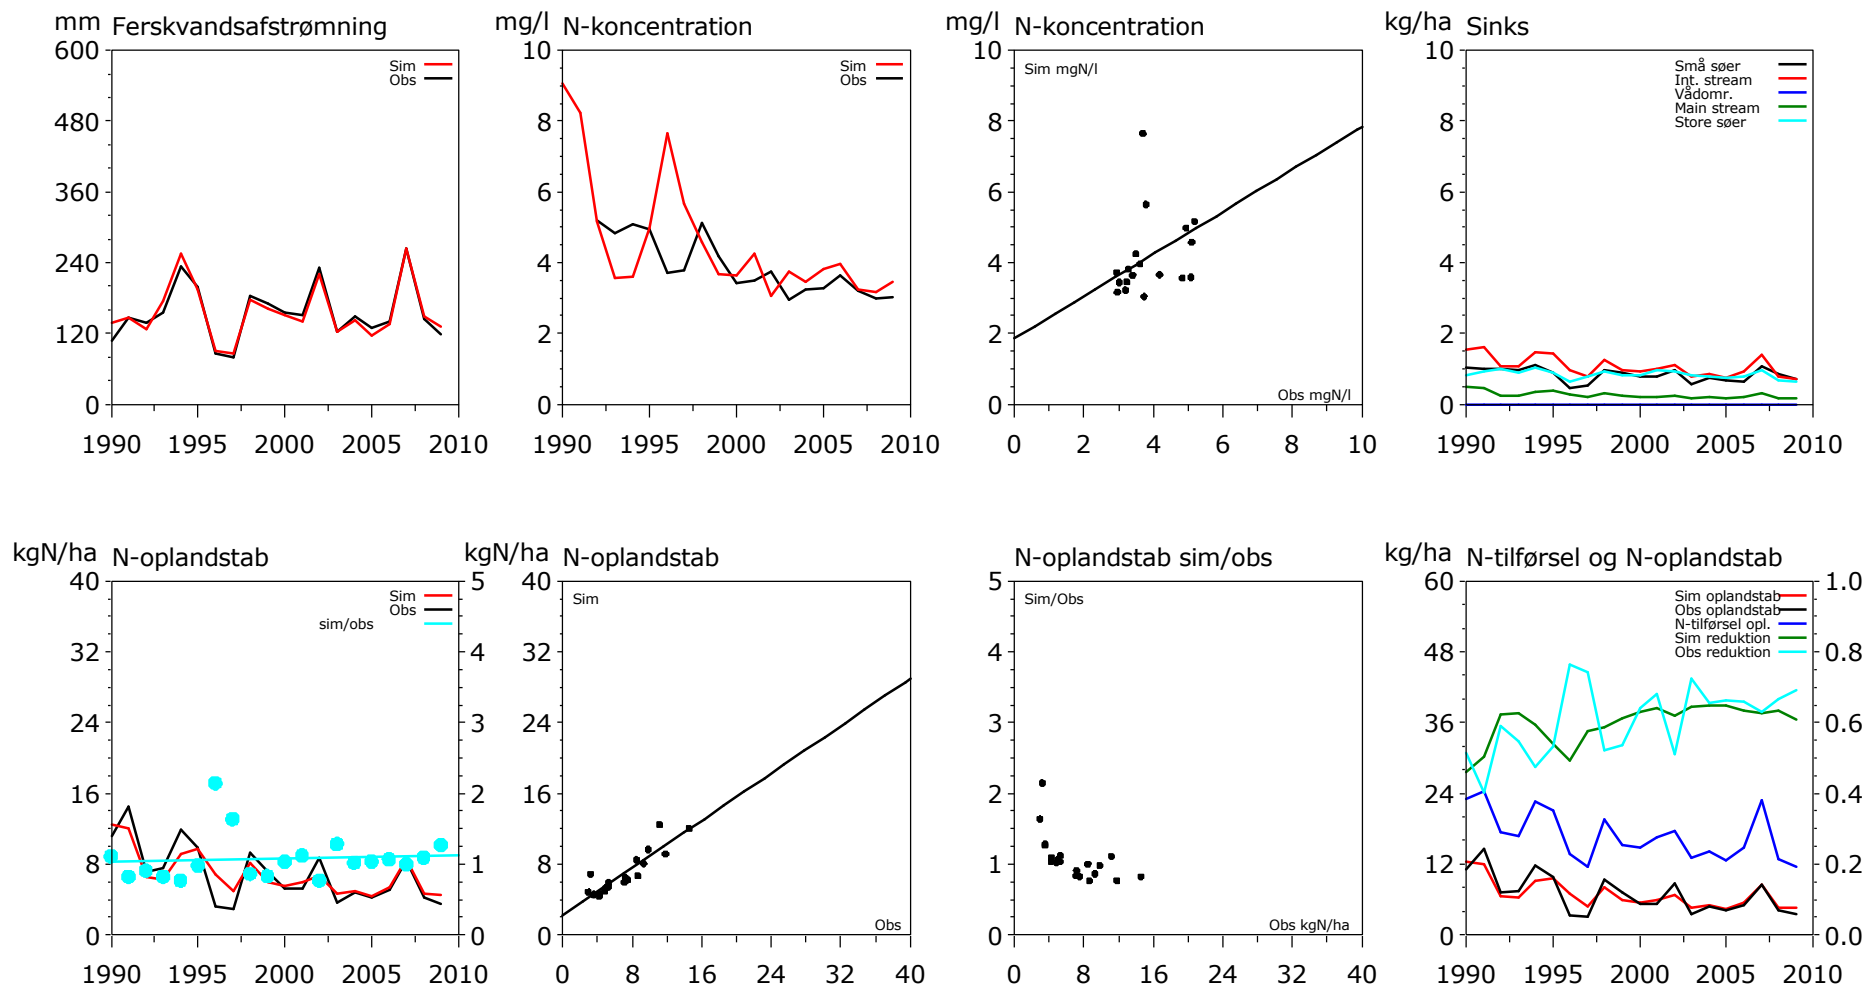 mm Ferskvandsafstrømning
600
480
360
240
120
0
Sim
Obs
1990 1995 2000 2005 2010
mg/l N-koncentration
10
8
6
4
2
0
Sim
Obs
1990 1995 2000 2005 2010
mg/l N-koncentration
10
8
6
4
2
0
Sim mgN/l
Obs mgN/l
0 2 4 6 8 10
kg/ha Sinks
10
8
6
4
2
0
Små søer
Int. stream
Vådomr.
Main stream
Store søer
1990 1995 2000 2005 2010
kgN/ha N-oplandstab
40
32
24
16
8
0
Sim
Obs
sim/obs
5
4
3
2
1
0
1990 1995 2000 2005 2010
kgN/ha N-oplandstab
40
32
24
16
8
0
Sim
Obs
0 8 16 24 32 40
N-oplandstab sim/obs
5
4
3
2
1
0
Sim/Obs
Obs kgN/ha
0 8 16 24 32 40
kg/ha N-tilførsel og N-oplandstab
60
48
36
24
12
0
Sim oplandstab
Obs oplandstab
N-tilførsel opl.
Sim reduktion
Obs reduktion
1.0
0.8
0.6
0.4
0.2
0.0
1990 1995 2000 2005 2010